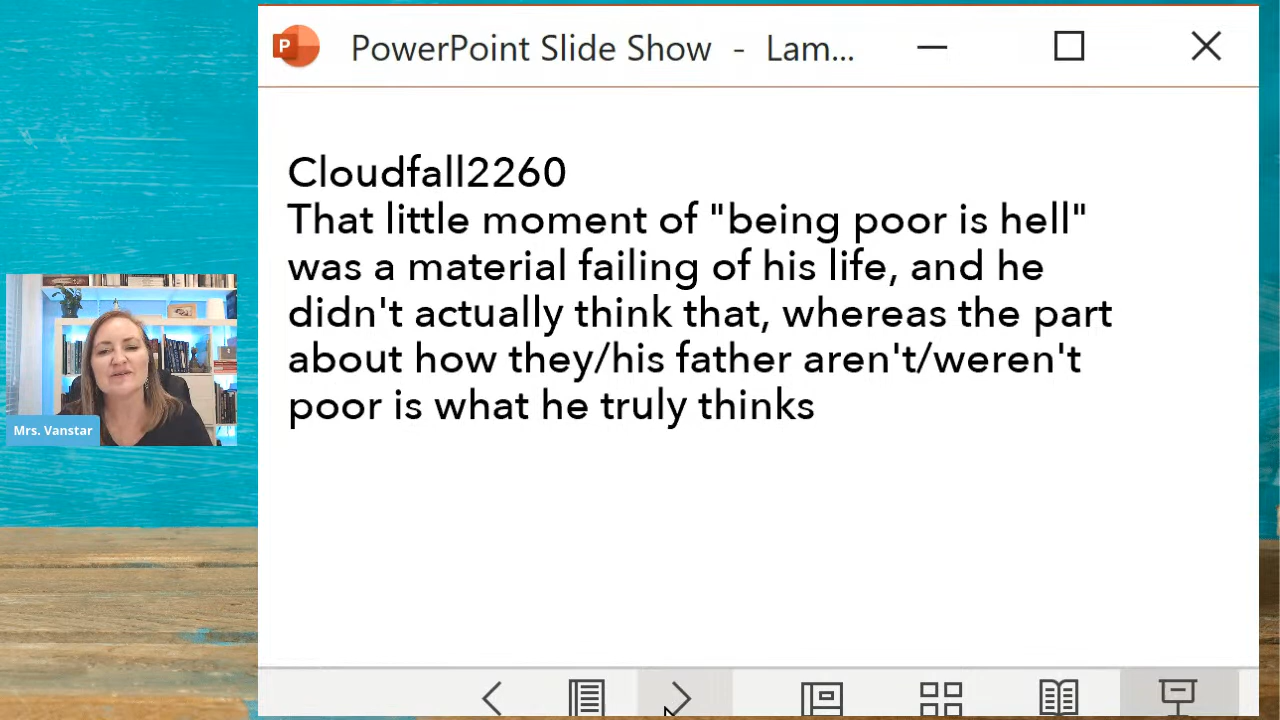 P PowerPoint Slide Show - Lam...
Cloudfall2260
That little moment of "being poor is hell"
was a material failing of his life, and he
didn't actually think that, whereas the part
about how they/his father aren't/weren't
poor is what he truly thinks
Mrs. Vanstar